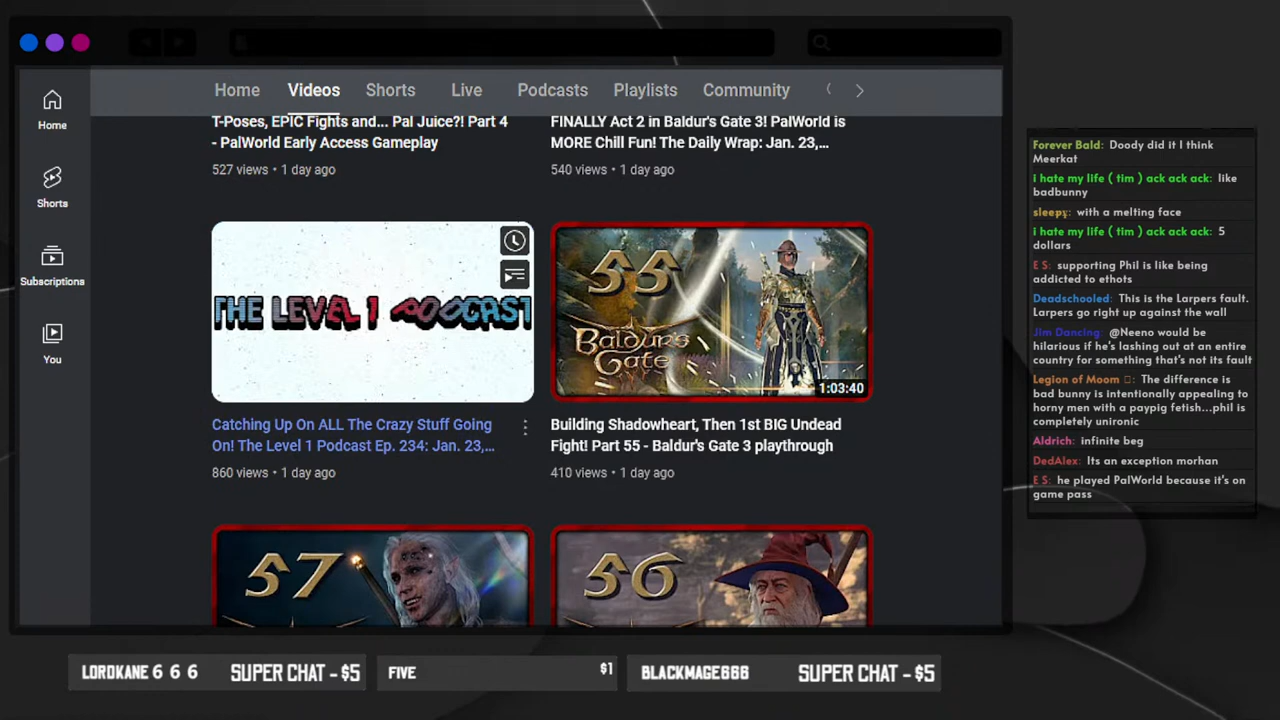 Home
Videos
Shorts
Live
Podcasts
Playlists
Community
Home
Shorts
Subscriptions
You
T-Poses, EPIC Fights and... Pal Juice?! Part 4
- PalWorld Early Access Gameplay
527 views • 1 day ago
FINALLY Act 2 in Baldur's Gate 3! PalWorld is
MORE Chill Fun! The Daily Wrap: Jan. 23,...
540 views • 1 day ago
THE LEVEL 1 PODCAST
Catching Up On ALL The Crazy Stuff Going
On! The Level 1 Podcast Ep. 234: Jan. 23,...
860 views • 1 day ago
55
Baldur's
Gate
1:03:40
Building Shadowheart, Then 1st BIG Undead
Fight! Part 55 - Baldur's Gate 3 playthrough
410 views • 1 day ago
57
56
Forever Bald: Doody did it I think
Meerkat
i hate my life ( tim ) ack ack ack: like
badbunny
sleepy: with a melting face
i hate my life ( tim ) ack ack ack: 5
dollars
E S: supporting Phil is like being
addicted to ethots
Deadschooled: This is the Larpers fault.
Larpers go right up against the wall
Jim Dancing: @Neeno would be
hilarious if he's lashing out at an entire
country for something that's not its fault
Legion of Moom: The difference is
bad bunny is intentionally appealing to
horny men with a paypig fetish...phil is
completely unironic
Aldrich: infinite beg
DedAlex: Its an exception morhan
E S: he played PalWorld because it's on
game pass
LORDKANE 6 6 6 SUPER CHAT - $5
FIVE $1
BLACKMAGE666 SUPER CHAT - $5